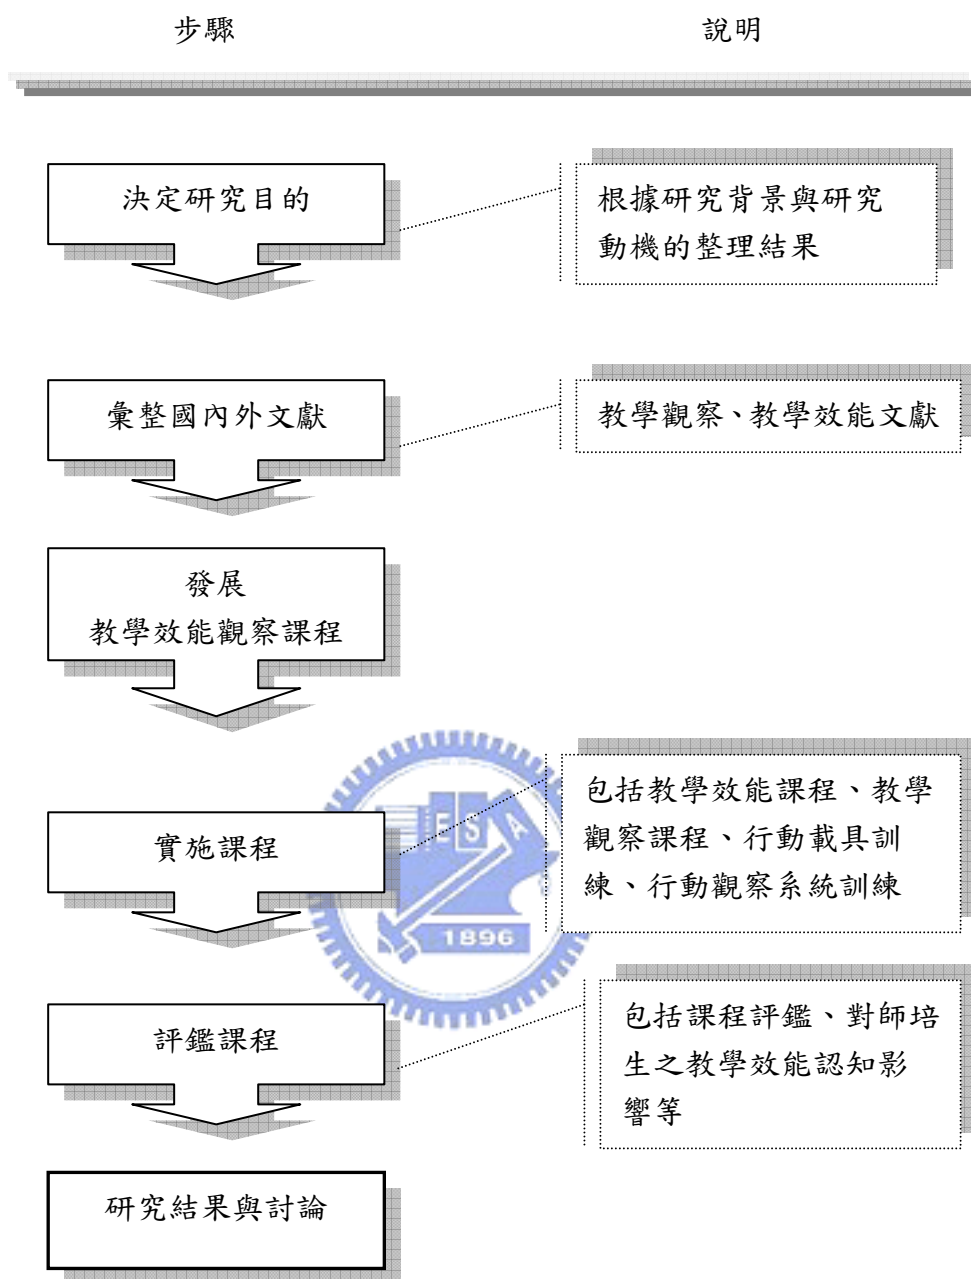 步驟
說明
決定研究目的
根據研究背景與研究
動機的整理結果
彙整國內外文獻
教學觀察、教學效能文獻
發展
教學效能觀察課程
實施課程
包括教學效能課程、教學
觀察課程、行動載具訓
練、行動觀察系統訓練
ES
1896
評鑑課程
包括課程評鑑、對師培
生之教學效能認知影
響等
研究結果與討論